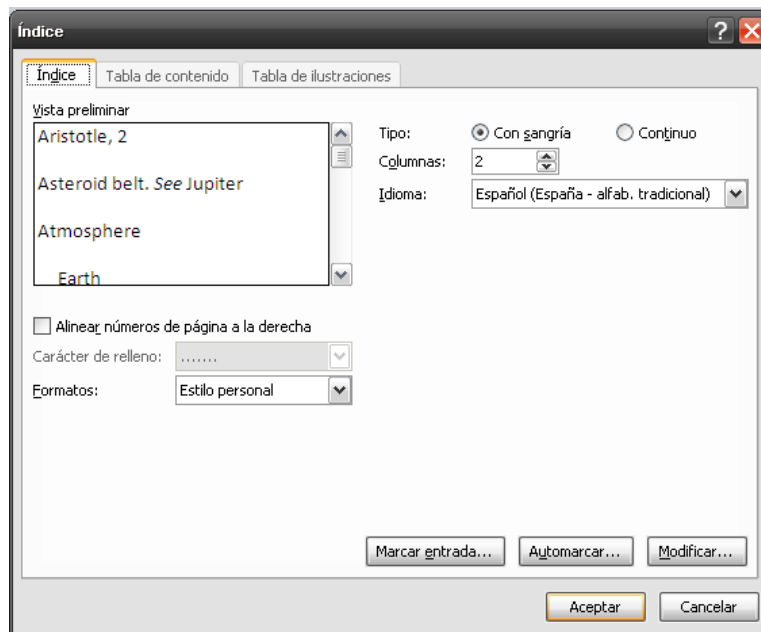 Índice
Índice Tabla de contenido Tabla de ilustraciones
Vista preliminar
Aristotle, 2
Asteroid belt. See Jupiter
Atmosphere
Earth
Tipo: Con sangría Continuo
Columnas: 2
Idioma: Español (España - alfab. tradicional)
Alinear números de página a la derecha
Carácter de relleno: .......
Formatos: Estilo personal
Marcar entrada... Automarcar... Modificar...
Aceptar Cancelar